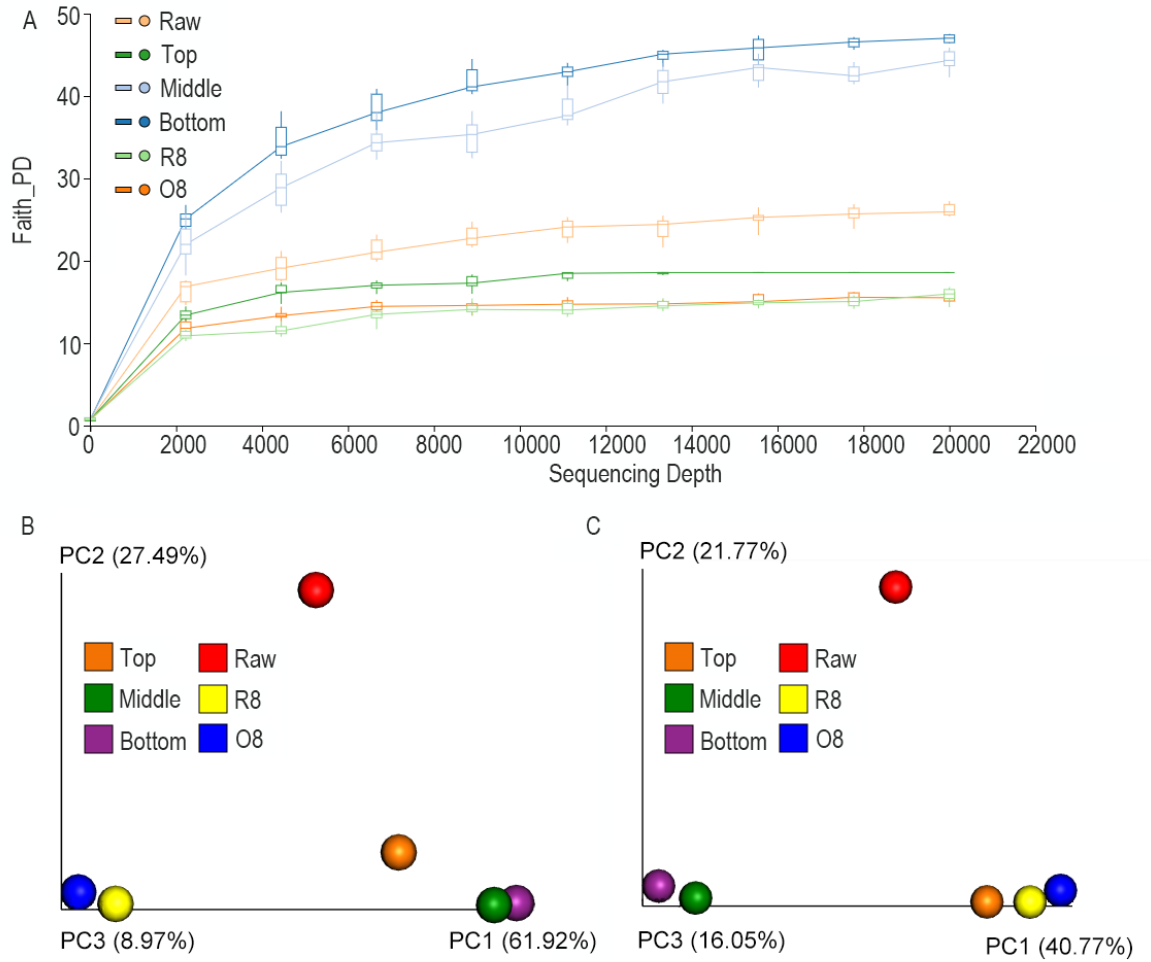 A
50
40
30
20
10
0
Faith_PD
Raw
Top
Middle
Bottom
R8
O8
0 2000 4000 6000 8000 10000 12000 14000 16000 18000 20000 22000
Sequencing Depth
B
PC2 (27.49%)
Top Raw
Middle R8
Bottom O8
PC3 (8.97%) PC1 (61.92%)
C
PC2 (21.77%)
Top Raw
Middle R8
Bottom O8
PC3 (16.05%) PC1 (40.77%)